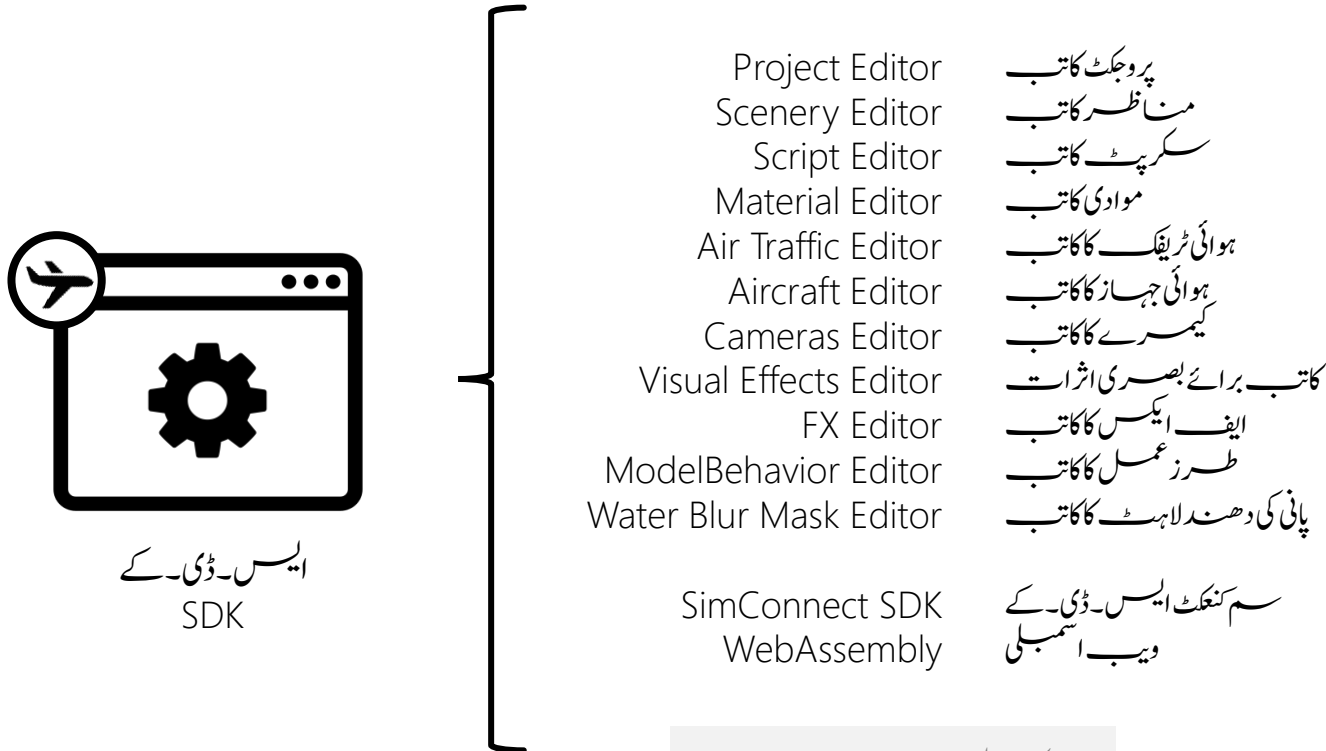 Project Editor پروجکٹ کاتب
Scenery Editor مناظر کاتب
Script Editor سکرپٹ کاتب
Material Editor موادی کاتب
Air Traffic Editor ہوائی ٹریفک کا کاتب
Aircraft Editor ہوائی جہاز کا کاتب
Cameras Editor کیمرے کا کاتب
Visual Effects Editor کاتب برائے بصری اثرات
FX Editor ایف ایکس کا کاتب
ModelBehavior Editor طرز عمل کا کاتب
Water Blur Mask Editor پانی کی دھندلاہٹ کا کاتب
SimConnect SDK سم کنعکٹ ایس۔ڈی۔کے
WebAssembly ویب اسمبلی
ایس۔ڈی۔کے
SDK